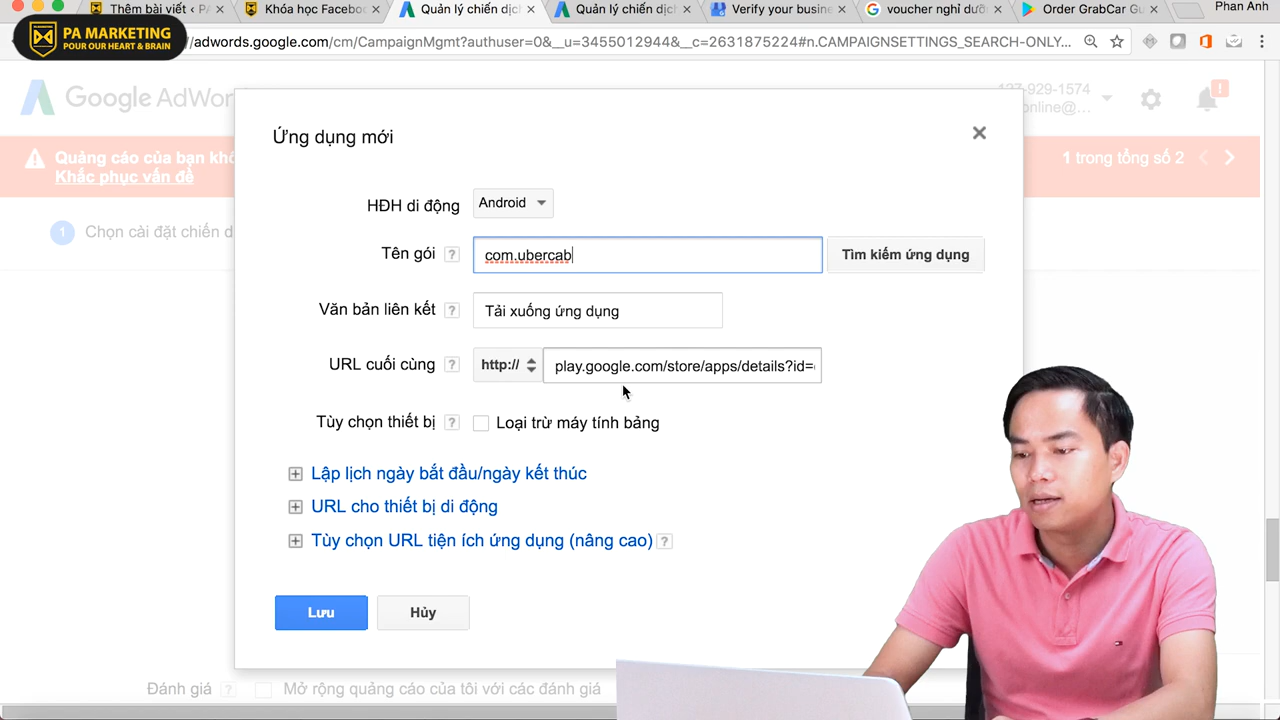 Thêm bài viết ‹ P
Khóa học Facebo
Quản lý chiến dịc
Quản lý chiến dịc
Verify your busine
voucher nghỉ dưỡ
Order GrabCar Gu
Phan Anh
PA MARKETING
POUR OUR HEART & BRAIN
//adwords.google.com/cm/CampaignMgmt?authuser=0&__u=3455012944&__c=2631875224#n.CAMPAIGNSETTINGS_SEARCH-ONLY...
Google AdWor
-929-1574
online@...
!
Quảng cáo của bạn khô
Khắc phục vấn đề
1 trong tổng số 2
1 Chọn cài đặt chiến d
Ứng dụng mới
HĐH di động
Android
Tên gói ?
com.ubercab
Tìm kiếm ứng dụng
Văn bản liên kết ?
Tải xuống ứng dụng
URL cuối cùng ?
http://
play.google.com/store/apps/details?id=
Tùy chọn thiết bị ?
Loại trừ máy tính bảng
Lập lịch ngày bắt đầu/ngày kết thúc
URL cho thiết bị di động
Tùy chọn URL tiện ích ứng dụng (nâng cao) ?
Lưu
Hủy
Đánh giá ?
Mở rộng quảng cáo của tôi với các đánh giá